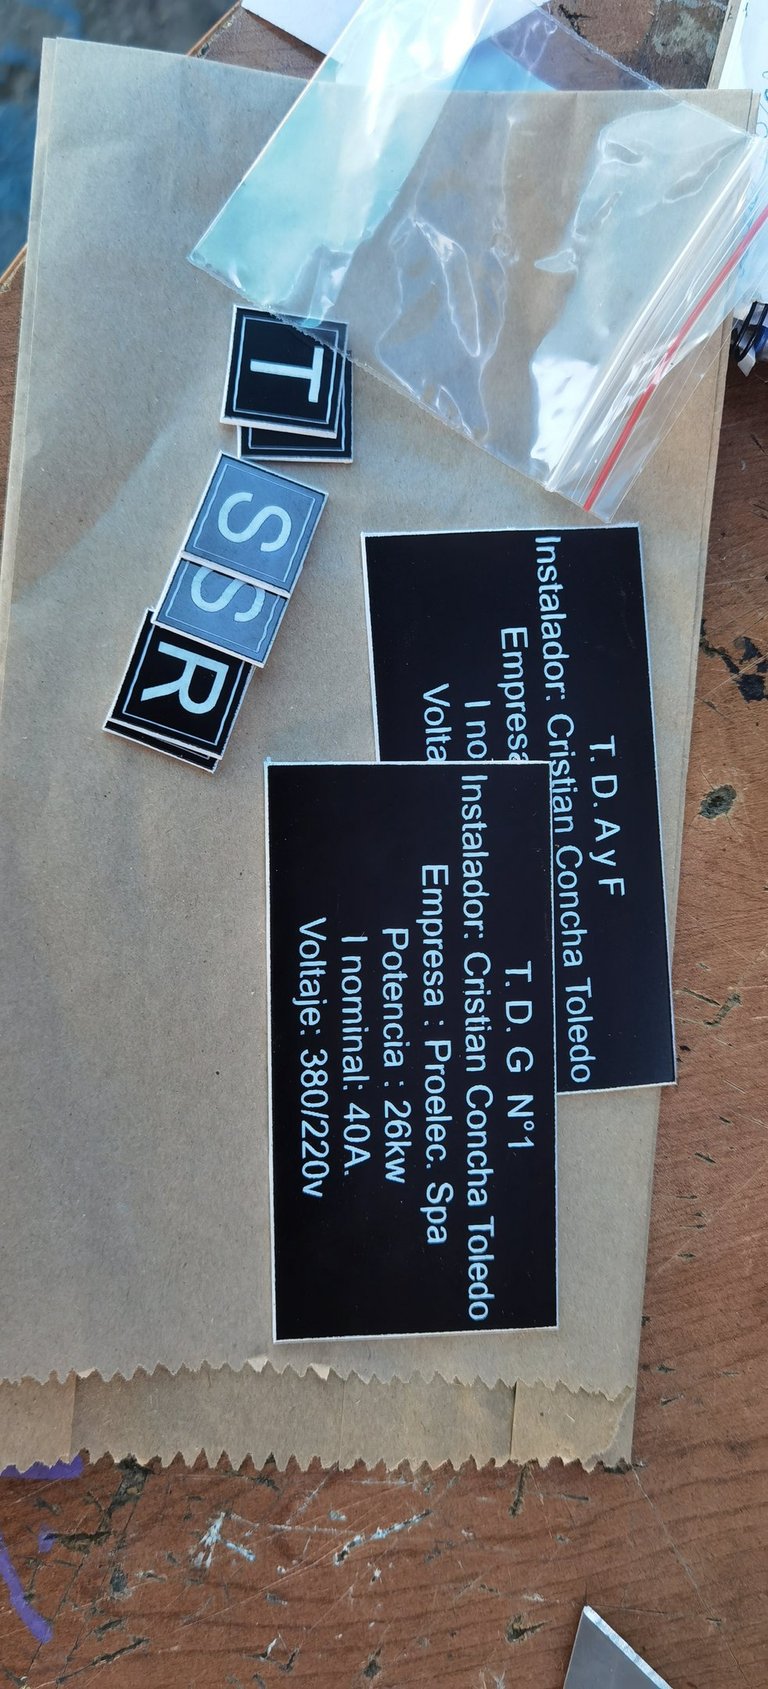 T
S
S
R
T. D. A y F
Instalador: Cristian Concha Toledo
Empresa
I no
Volta
T. D. G N°1
Instalador: Cristian Concha Toledo
Empresa : Proelec. Spa
Potencia : 26kw
I nominal: 40A.
Voltaje: 380/220v